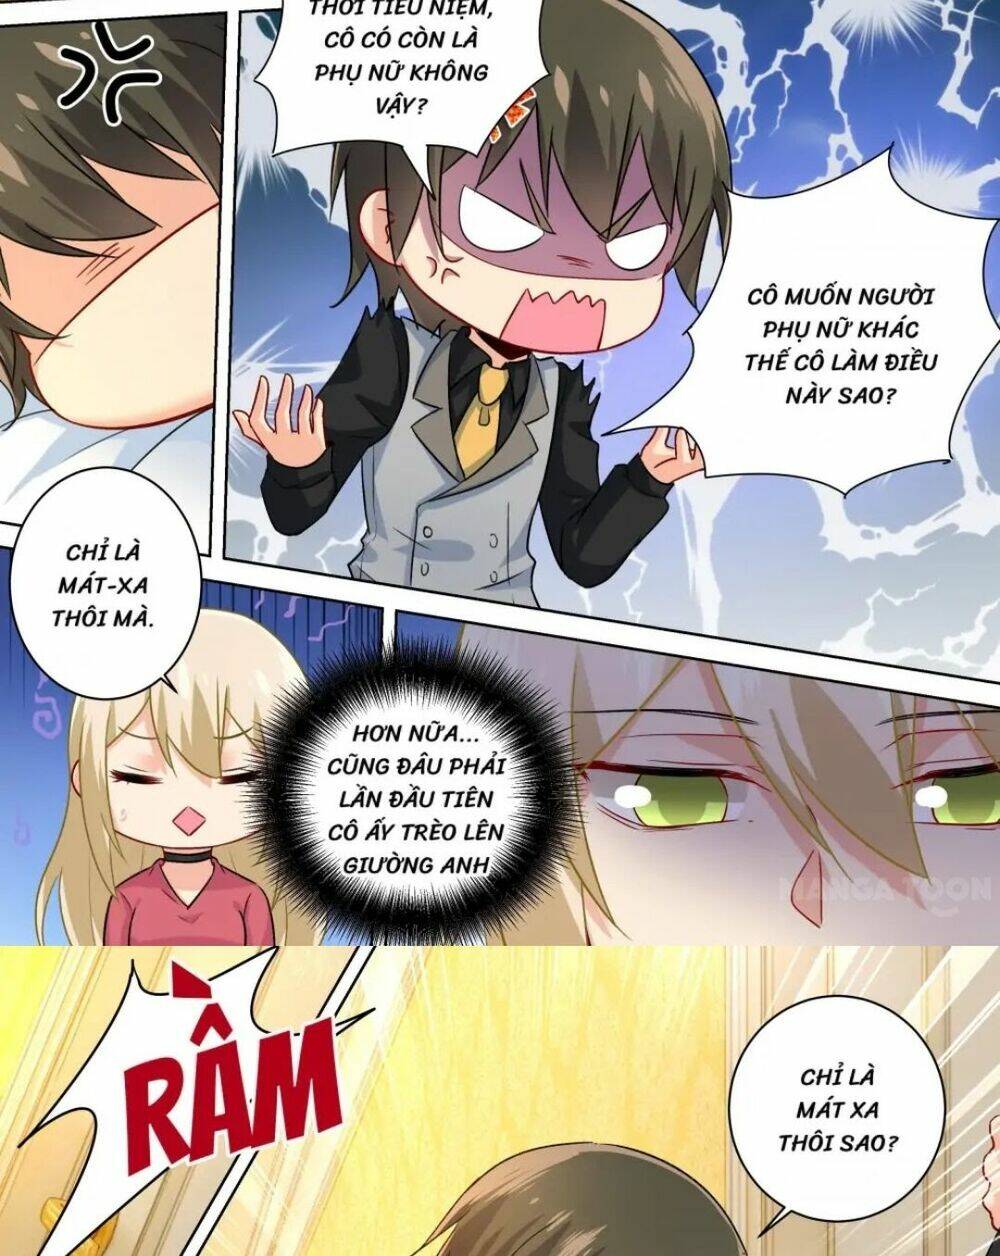 THỜI TIỂU NIỆM,
CÔ CÓ CÒN LÀ
PHỤ NỮ KHÔNG
VẬY?
CÔ MUỐN NGƯỜI
PHỤ NỮ KHÁC
THẾ CÔ LÀM ĐIỀU
NÀY SAO?
CHỈ LÀ
MÁT-XA
THÔI MÀ.
HƠN NỮA...
CŨNG ĐÂU PHẢI
LẦN ĐẦU TIÊN
CÔ ẤY TRÈO LÊN
GIƯỜNG ANH
MANGATOON
RẦM
CHỈ LÀ
MÁT XA
THÔI SAO?